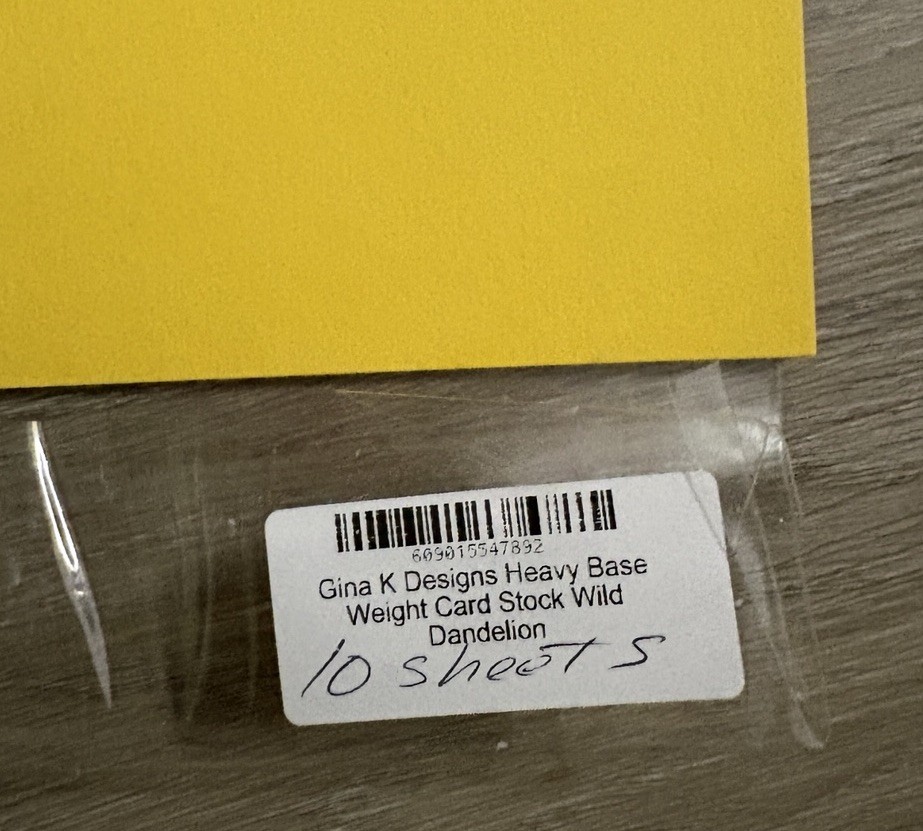 609015547892
Gina K Designs Heavy Base
Weight Card Stock Wild
Dandelion
10 sheets